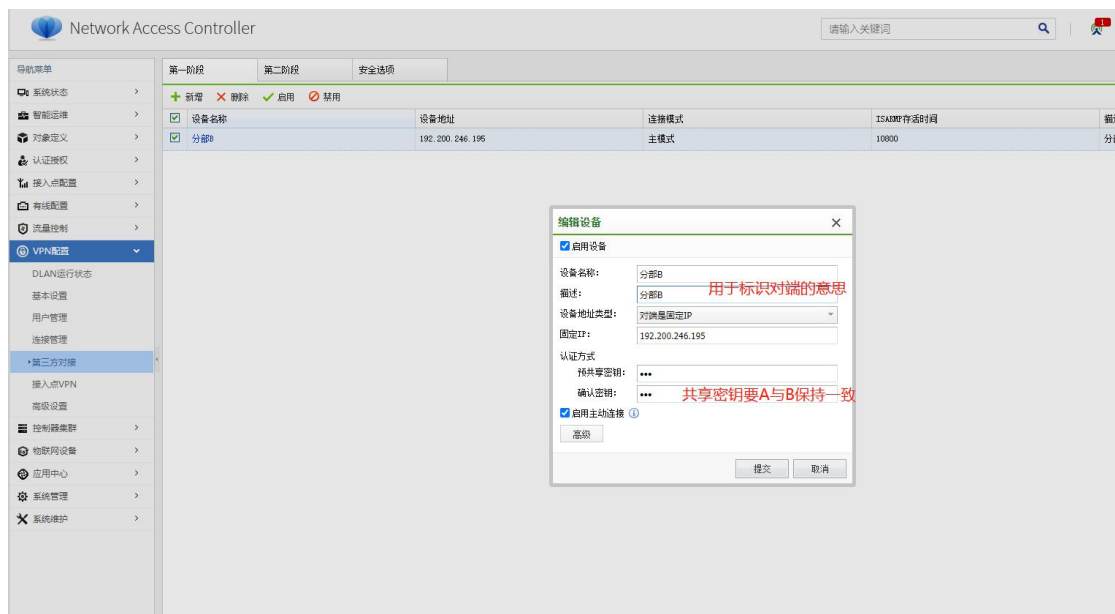 Network Access Controller
请输入关键词
1
导航菜单
系统状态
智能运维
对象定义
认证授权
接入点配置
有线配置
流量控制
VPN配置
DLAN运行状态
基本设置
用户管理
连接管理
第三方对接
接入点VPN
高级设置
控制器集群
物联网设备
应用中心
系统管理
系统维护
第一阶段 第二阶段 安全选项
新增 删除 启用 禁用
设备名称 设备地址 连接模式 ISAKMP存活时间
分部B 192.200.246.195 主模式 10800
编辑设备
启用设备
设备名称: 分部B
描述: 分部B 用于标识对端的意思
设备地址类型: 对端是固定IP
固定IP: 192.200.246.195
认证方式
预共享密钥: •••
确认密钥: ••• 共享密钥要A与B保持一致
启用主动连接
高级
提交 取消